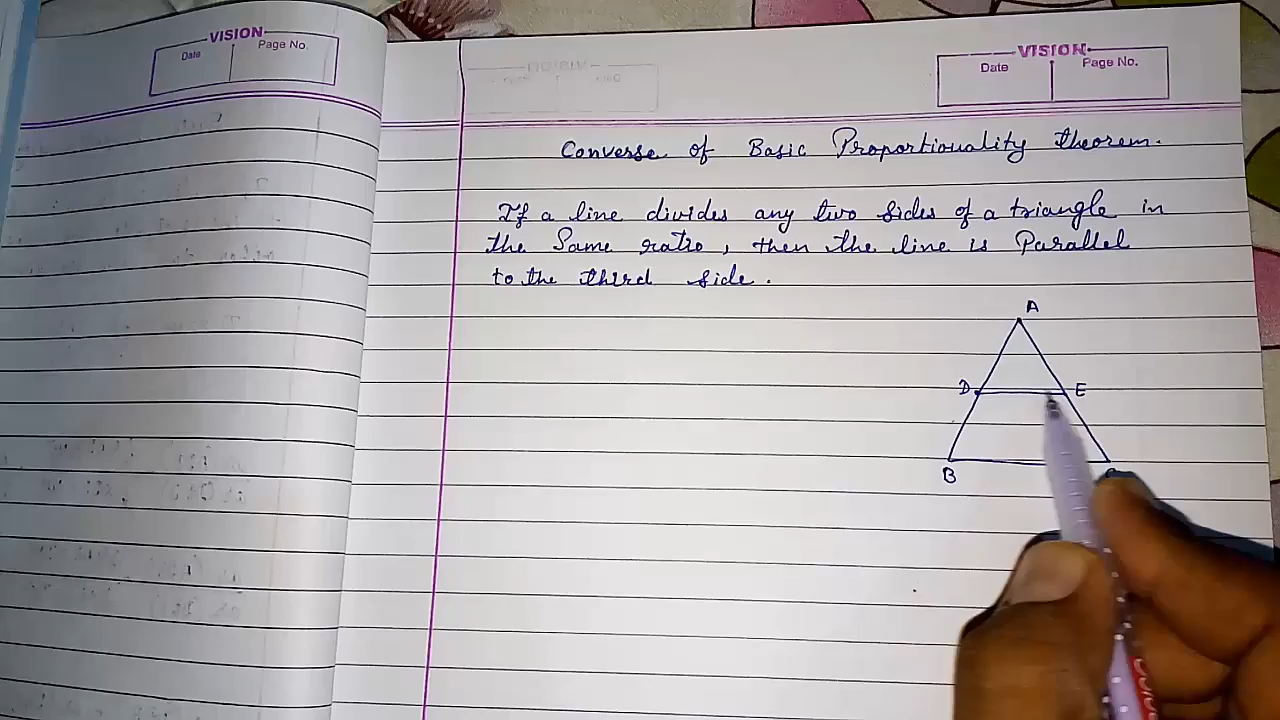 VISION
Date
Page No.
VISION
Date
Page No.
Converse of Basic Proportionality theorem.
If a line divides any two sides of a triangle in
the Same ratio, then the line is Parallel
to the third side.
A
D
E
B